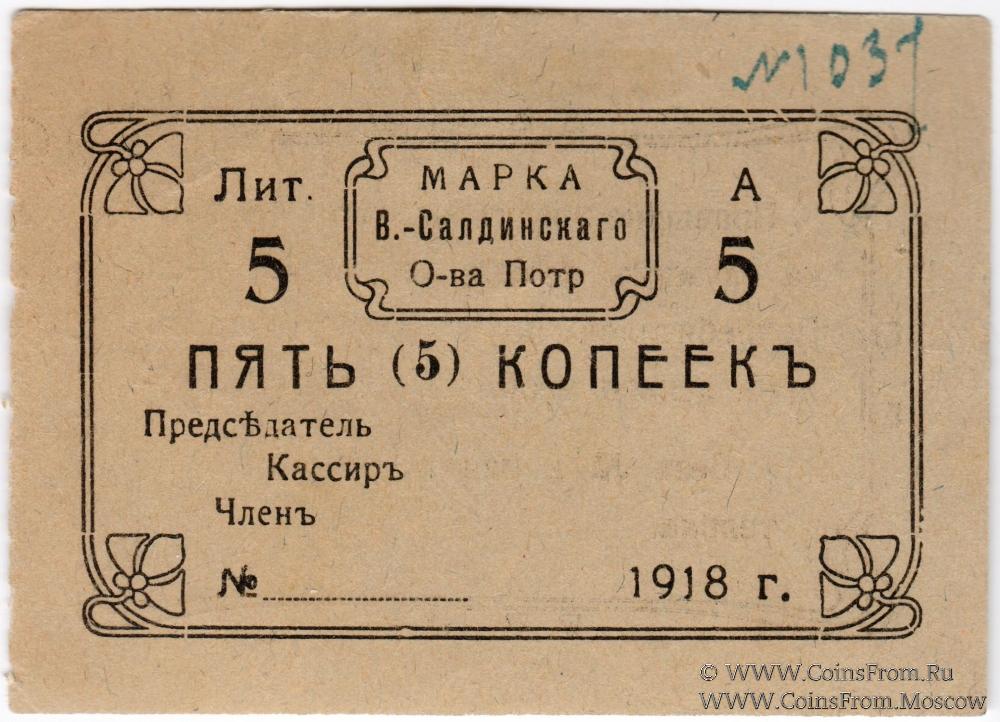 №1037
МАРКА
Лит. В.-Салдинскаго А
5 О-ва Потр 5
ПЯТЬ (5) КОПЕЕКЪ
Предсѣдатель
Кассиръ
Членъ
№ 1918 г.
© WWW.CoinsFrom.Ru
WWW.CoinsFrom.Moscow